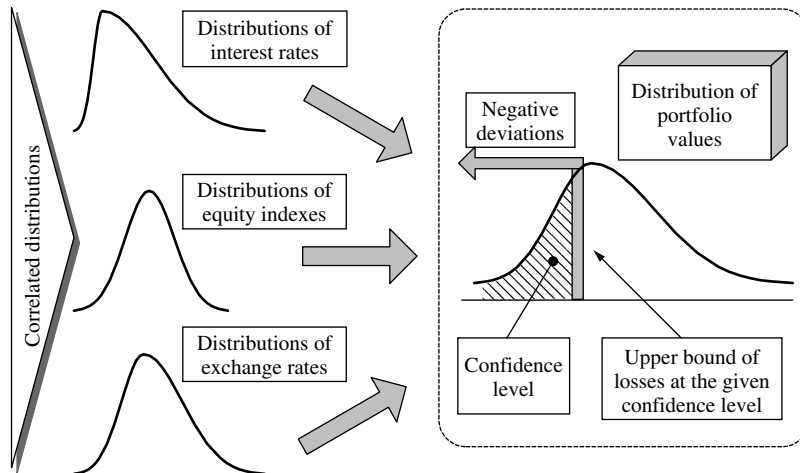 Correlated distributions
Distributions of
interest rates
Distributions of
equity indexes
Distributions of
exchange rates
Negative
deviations
Distribution of
portfolio
values
Confidence
level
Upper bound of
losses at the given
confidence level